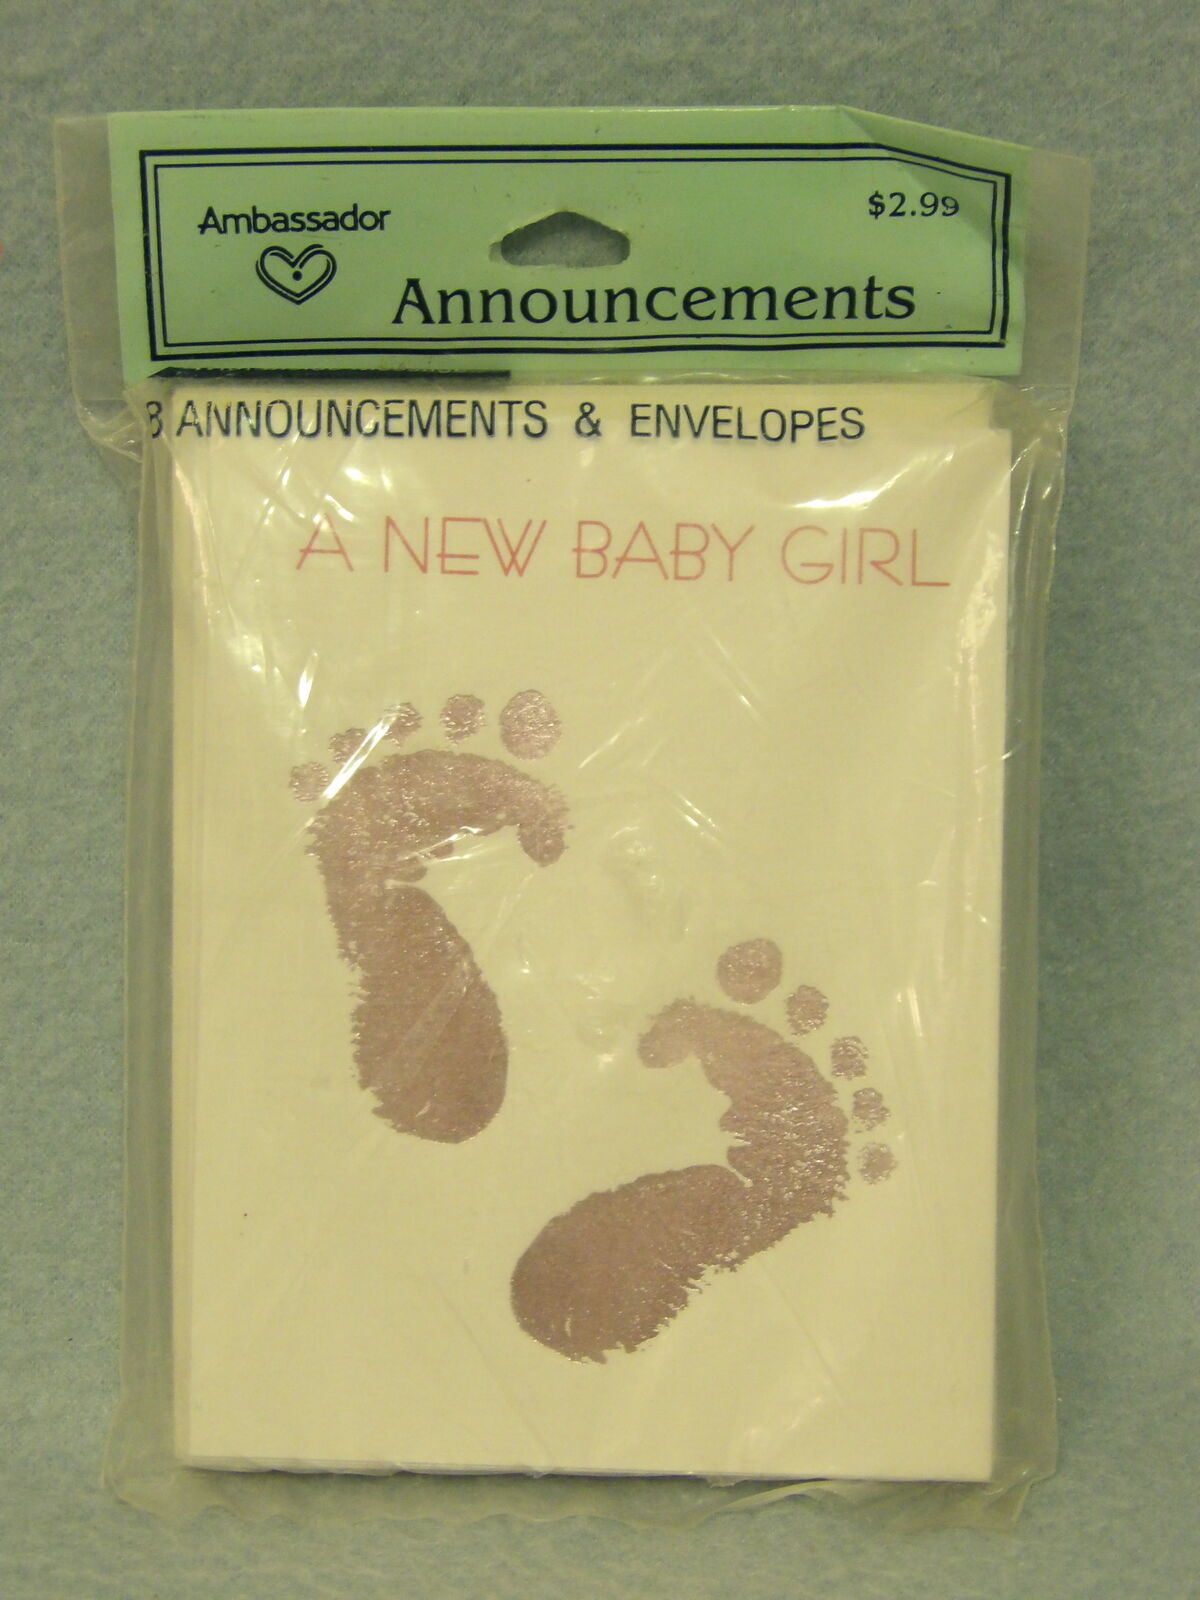 Ambassador
$2.99
Announcements
8 ANNOUNCEMENTS & ENVELOPES
A NEW BABY GIRL